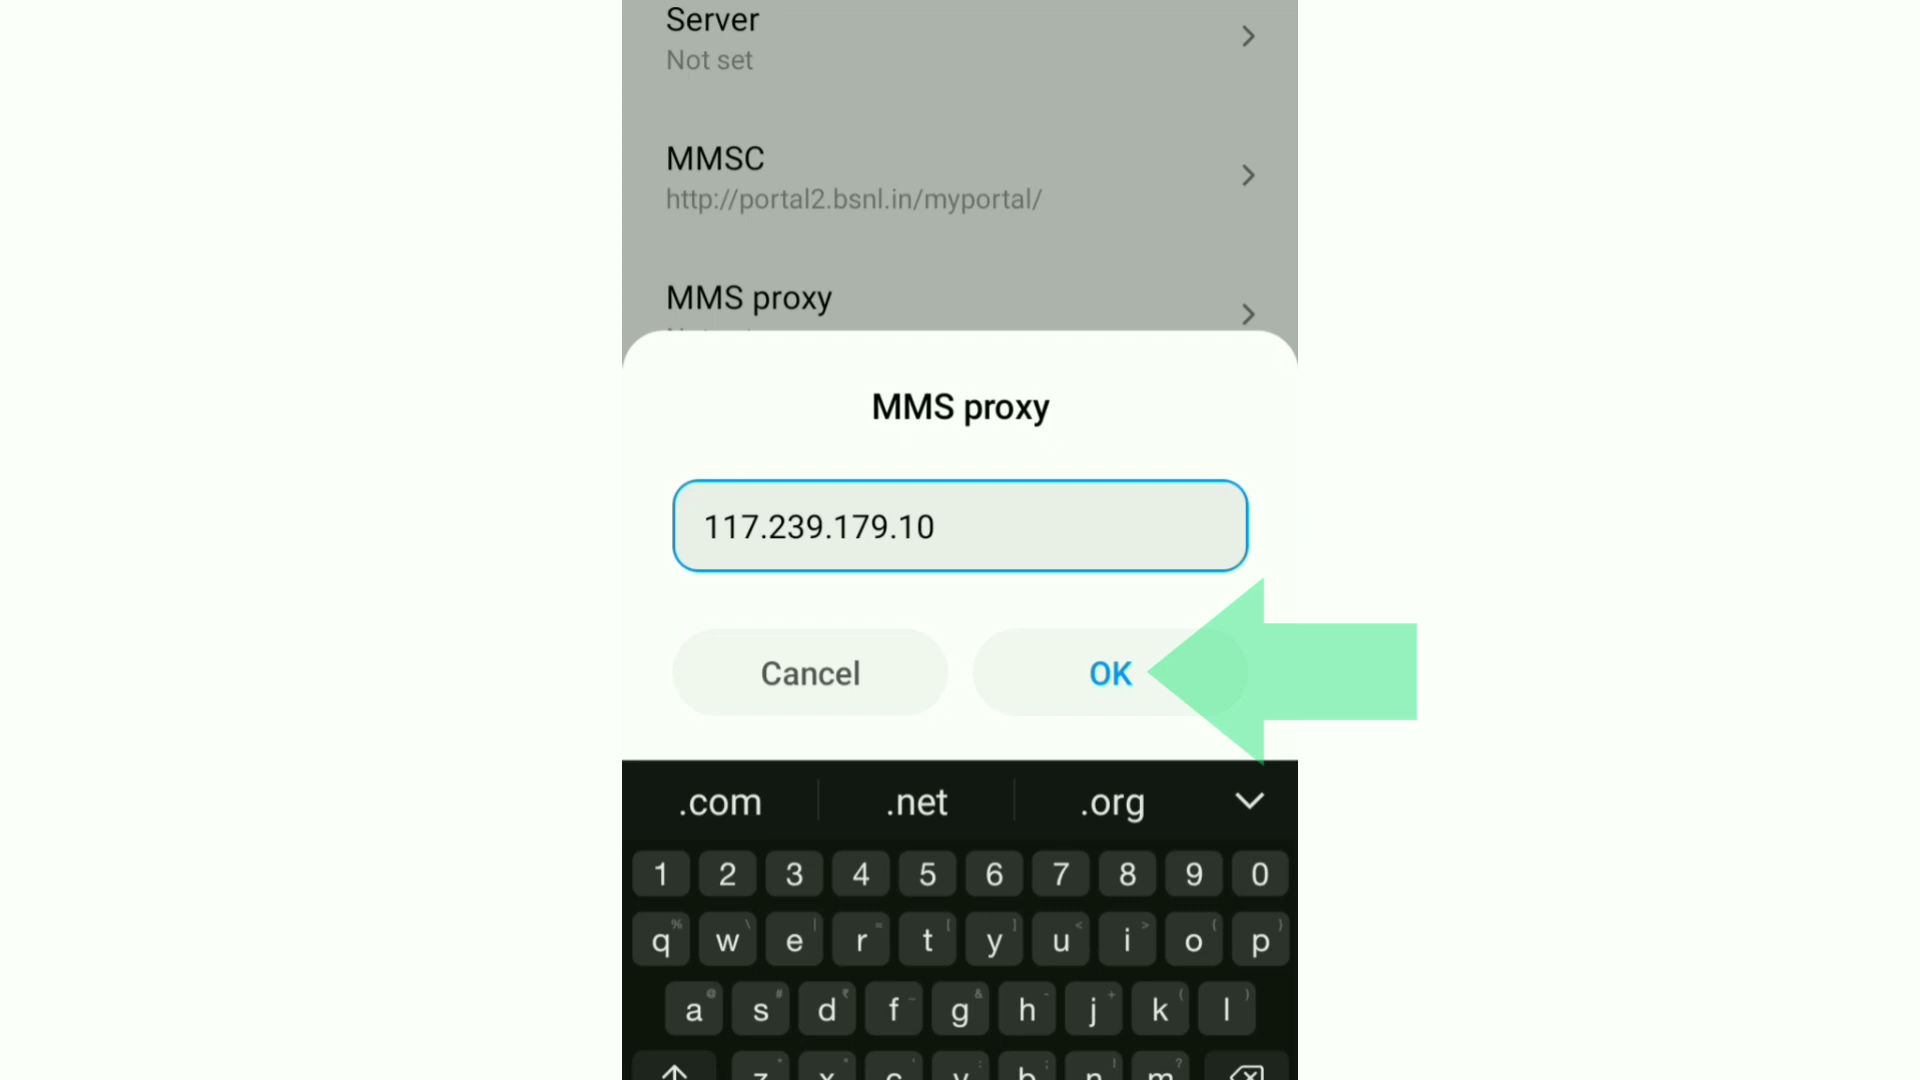 Server
Not set
MMSC
http://portal2.bsnl.in/myportal/
MMS proxy
MMS proxy
117.239.179.10
Cancel OK
.com .net .org
1 2 3 4 5 6 7 8 9 0
q w e r t y u i o p
a s d f g h j k l
z x c v b n m